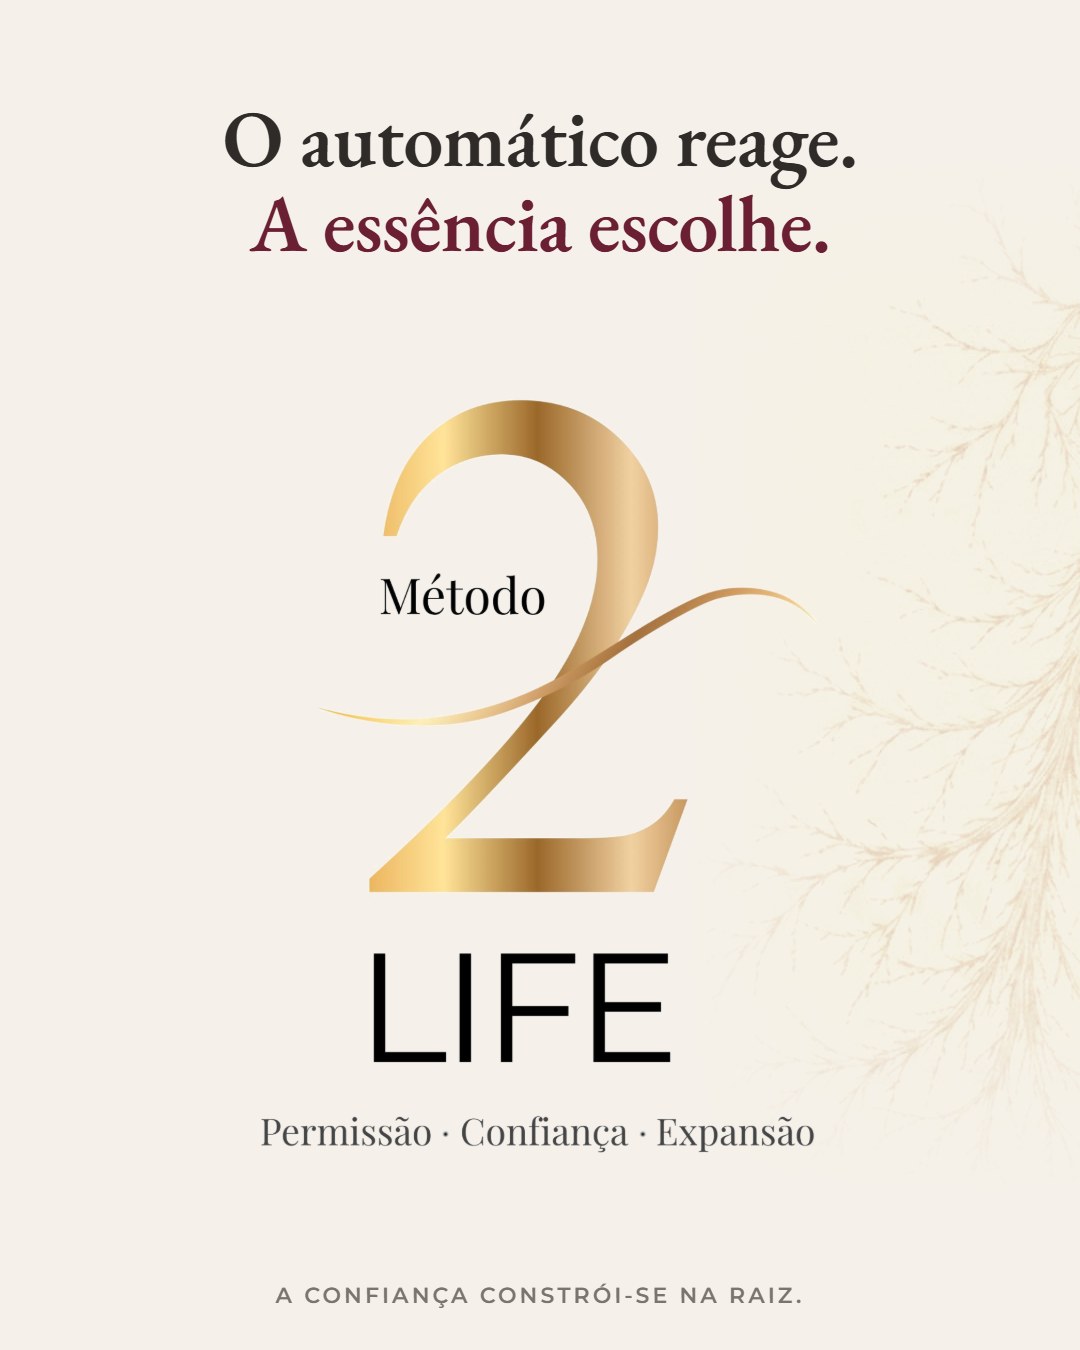 O automático reage.
A essência escolhe.
Método
2
LIFE
Permissão · Confiança · Expansão
A CONFIANÇA CONSTRÓI-SE NA RAIZ.